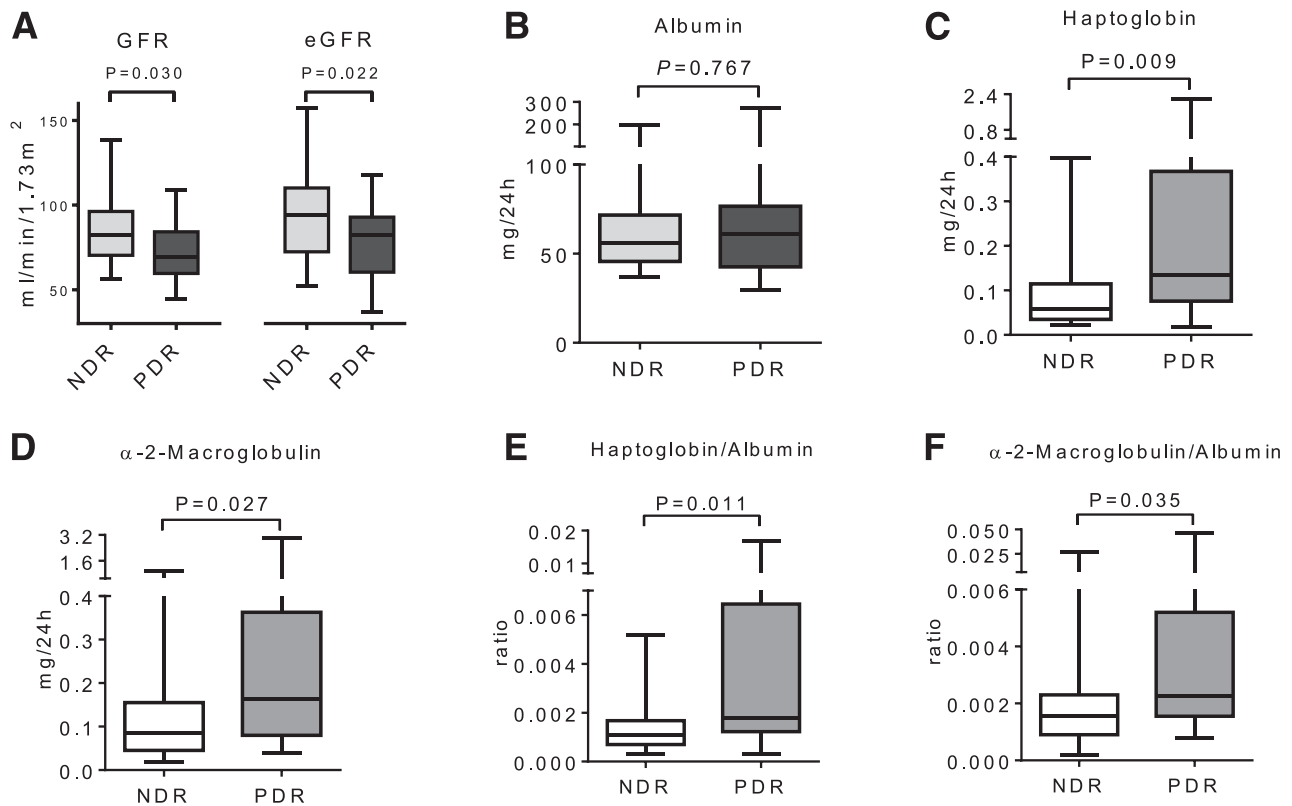 A
GFR
eGFR
P=0.030
P=0.022
ml/min/1.73m 2
150
100
50
NDR
PDR
NDR
PDR
B
Albumin
P=0.767
mg/24h
300
200
100
50
0
NDR
PDR
C
Haptoglobin
P=0.009
mg/24h
2.4
0.8
0.4
0.3
0.2
0.1
0.0
NDR
PDR
D
α-2-Macroglobulin
P=0.027
mg/24h
3.2
1.6
0.4
0.3
0.2
0.1
0.0
NDR
PDR
E
Haptoglobin/Albumin
P=0.011
ratio
0.02
0.01
0.006
0.004
0.002
0.000
NDR
PDR
F
α-2-Macroglobulin/Albumin
P=0.035
ratio
0.050
0.025
0.006
0.004
0.002
0.000
NDR
PDR